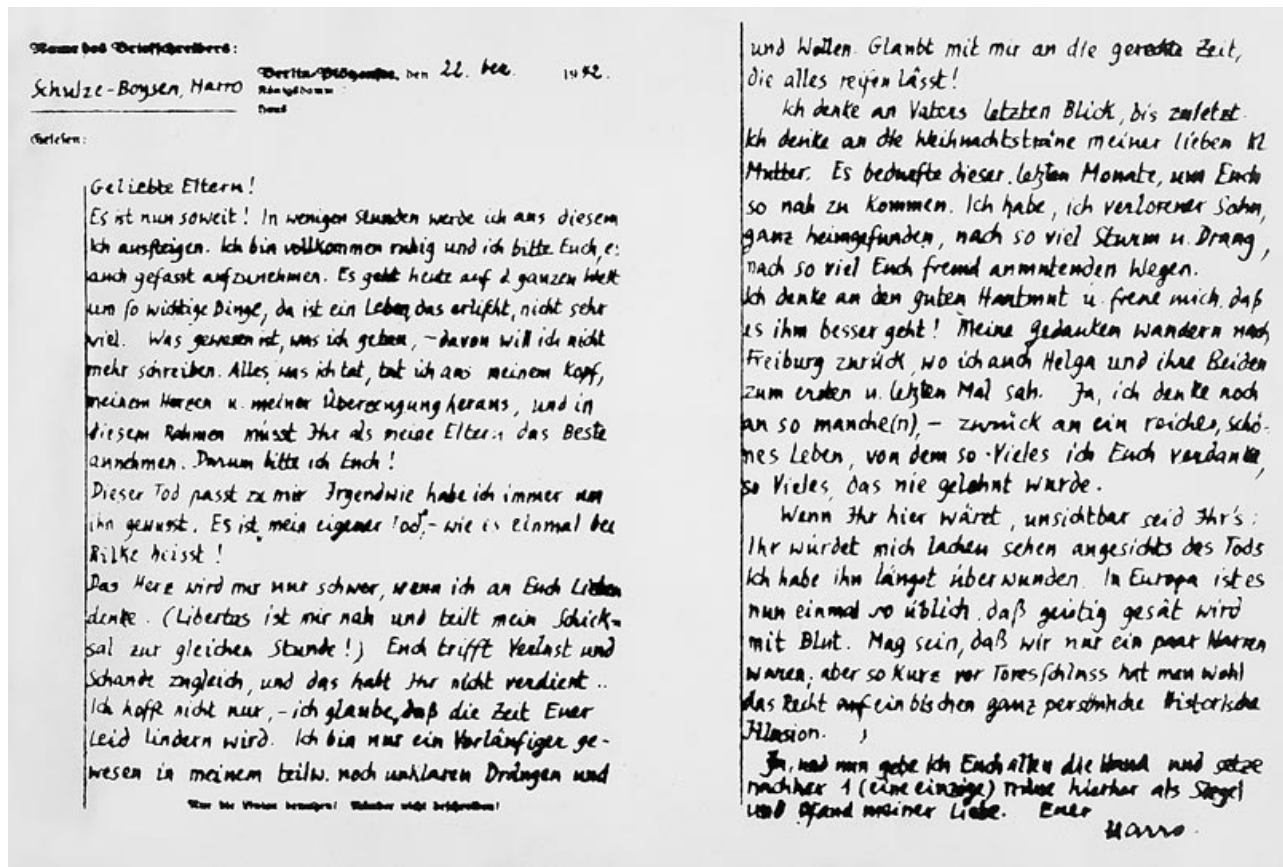 Name des Briefschreibers:
Schulze-Boysen, Harro
Berlin-Plötzensee, den 22. Dez. 1942.
Königsdamm
Haus
Gelesen:
Geliebte Eltern!
Es ist nun soweit! In wenigen Stunden werde ich aus diesem
Ich aussteigen. Ich bin vollkommen ruhig und ich bitte Euch, e:
auch gefasst aufzunehmen. Es geht heute auf d. ganzen Welt
um so wichtige Dinge, da ist ein Leben, das erlischt, nicht sehr
viel. Was gewesen ist, was ich getan, – davon will ich nicht
mehr schreiben. Alles, was ich tat, tat ich aus meinem Kopf,
meinem Herzen u. meiner Überzeugung heraus, und in
diesem Rahmen müsst Ihr als meine Eltern das Beste
annehmen. Darum bitte ich Euch!
Dieser Tod passt zu mir. Irgendwie habe ich immer um
ihn gewusst. Es ist „mein eigener Tod", – wie es einmal bei
Rilke heisst!
Das Herz wird mir nur schwer, wenn ich an Euch Lieben
denke. (Libertas ist mir nah und teilt mein Schick=
sal zur gleichen Stunde!) Euch trifft Verlust und
Schande zugleich, und das habt Ihr nicht verdient ..
Ich hoffe nicht nur, – ich glaube, daß die Zeit Euer
Leid lindern wird. Ich bin nur ein Vorläufiger ge-
wesen in meinem teilw. noch unklaren Drängen und
Nur die Linien benutzen! Ränder nicht beschreiben!
und Wollen. Glaubt mit mir an die gerechte Zeit,
die alles reifen lässt!
Ich denke an Vaters letzten Blick, bis zuletzt.
Ich denke an die Weihnachtsträne meiner lieben kl
Mutter. Es bedurfte dieser letzten Monate, um Euch
so nah zu kommen. Ich habe, ich verlorener Sohn,
ganz heimgefunden, nach so viel Sturm u. Drang,
nach so viel Euch fremd anmutenden Wegen.
Ich denke an den guten Hartmut u. freue mich, daß
es ihm besser geht! Meine Gedanken wandern nach
Freiburg zurück, wo ich auch Helga und ihre Beiden
zum ersten u. letzten Mal sah. Ja, ich denke noch
an so manche(n), – zurück an ein reiches, schö-
nes Leben, von dem so Vieles ich Euch verdanke,
so Vieles, das nie gelohnt wurde.
Wenn Ihr hier wäret, unsichtbar seid Ihr's:
Ihr würdet mich lachen sehen angesichts des Tods
Ich habe ihn längst überwunden. In Europa ist es
nun einmal so üblich, daß geistig gesät wird
mit Blut. Mag sein, daß wir nur ein paar Narren
waren, aber so kurz vor Toresschluss hat man wohl
das Recht auf ein bischen ganz persönliche historische
Illusion.
Ja, und nun gebe ich Euch allen die Hand und setze
nachher 1 (eine einzige) Träne hierher als Siegel
und Pfand meiner Liebe. Euer
Harro.